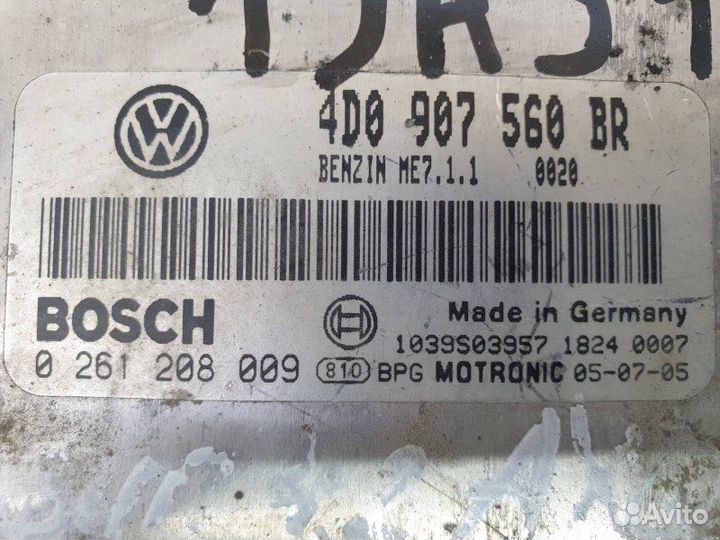 4D0 907 560 BR
BENZIN ME7.1.1 0020
BOSCH
Made in Germany
1039S03957 1824 0007
0 261 208 009 810 BPG MOTRONIC 05-07-05
Avito